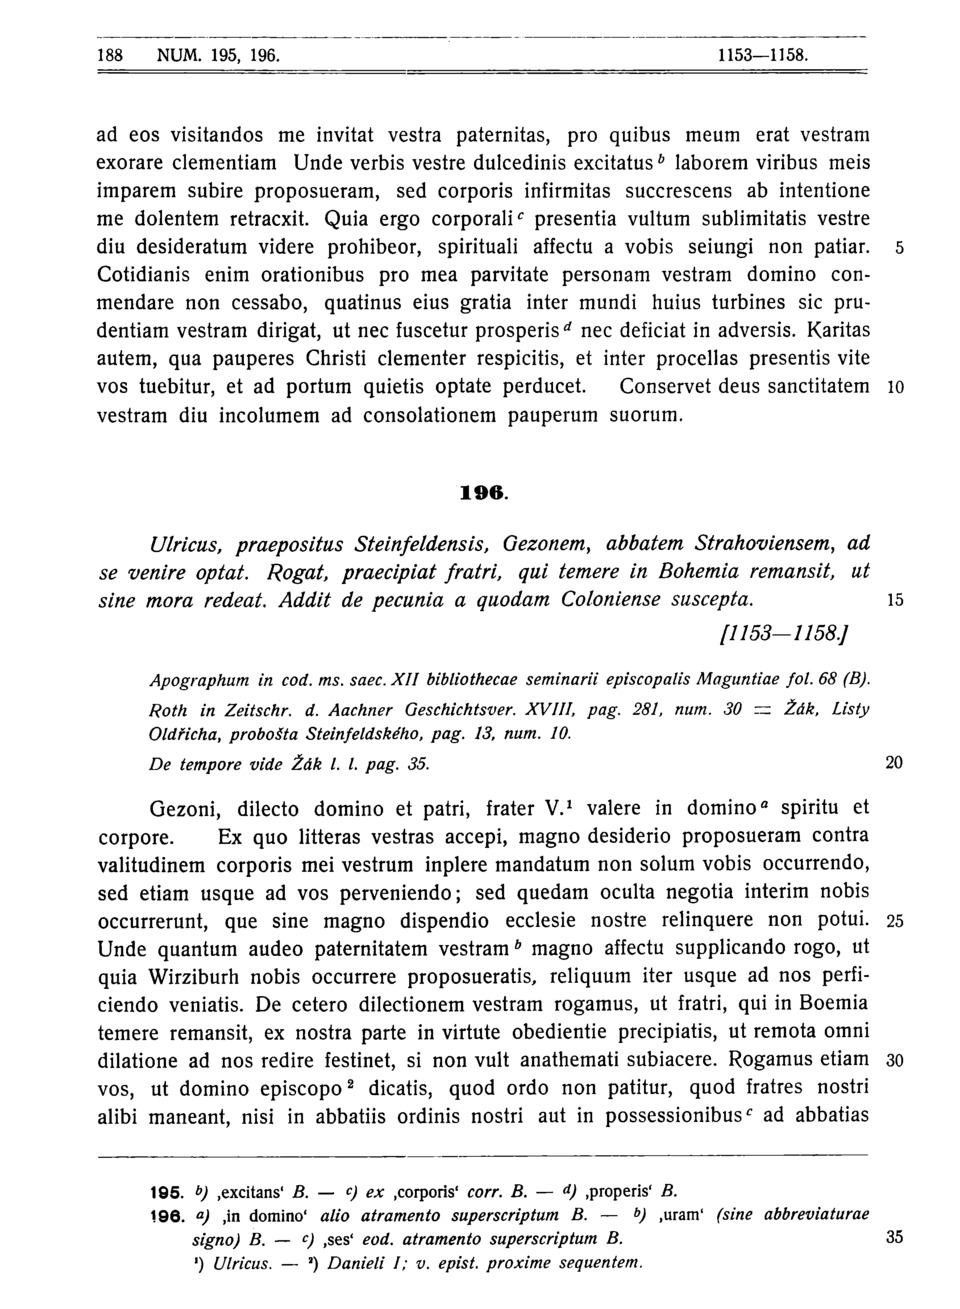 188 NUM. 195, 196. 1153—1158.
ad eos visitandos me invitat vestra paternitas, pro quibus meum erat vestram
exorare clementiam Unde verbis vestre dulcedinis excitatus b laborem viribus meis
imparem subire proposueram, sed corporis infirmitas succrescens ab intentione
me dolentem retracxit. Quia ergo corporali c presentia vultum sublimitatis vestre
diu desideratum videre prohibeor, spirituali affectu a vobis seiungi non patiar. 5
Cotidianis enim orationibus pro mea parvitate personam vestram domino con-
mendare non cessabo, quatinus eius gratia inter mundi huius turbines sic pru-
dentiam vestram dirigat, ut nec fuscetur prosperis d nec deficiat in adversis. Karitas
autem, qua pauperes Christi clementer respicitis, et inter procellas presentis vite
vos tuebitur, et ad portum quietis optate perducet. Conservet deus sanctitatem 10
vestram diu incolumem ad consolationem pauperum suorum.
196.
Ulricus, praepositus Steinfeldensis, Gezonem, abbatem Strahoviensem, ad
se venire optat. Rogat, praecipiat fratri, qui temere in Bohemia remansit, ut
sine mora redeat. Addit de pecunia a quodam Coloniense suscepta. 15
[1153—1158.]
Apographum in cod. ms. saec. XII bibliothecae seminarii episcopalis Maguntiae fol. 68 (B).
Roth in Zeitschr. d. Aachner Geschichtsver. XVIII, pag. 281, num. 30 = Žák, Listy
Oldřicha, probošta Steinfeldského, pag. 13, num. 10.
De tempore vide Žák l. l. pag. 35. 20
Gezoni, dilecto domino et patri, frater V.¹ valere in domino a spiritu et
corpore. Ex quo litteras vestras accepi, magno desiderio proposueram contra
valitudinem corporis mei vestrum inplere mandatum non solum vobis occurrendo,
sed etiam usque ad vos perveniendo; sed quedam oculta negotia interim nobis
occurrerunt, que sine magno dispendio ecclesie nostre relinquere non potui. 25
Unde quantum audeo paternitatem vestram b magno affectu supplicando rogo, ut
quia Wirziburh nobis occurrere proposueratis, reliquum iter usque ad nos perfi-
ciendo veniatis. De cetero dilectionem vestram rogamus, ut fratri, qui in Boemia
temere remansit, ex nostra parte in virtute obedientie precipiatis, ut remota omni
dilatione ad nos redire festinet, si non vult anathemati subiacere. Rogamus etiam 30
vos, ut domino episcopo ² dicatis, quod ordo non patitur, quod fratres nostri
alibi maneant, nisi in abbatiis ordinis nostri aut in possessionibus c ad abbatias
195. b) ‚excitans‘ B. — c) ex ‚corporis‘ corr. B. — d) ‚properis‘ B.
196. a) ‚in domino‘ alio atramento superscriptum B. — b) ‚uram‘ (sine abbreviaturae
signo) B. — c) ‚ses‘ eod. atramento superscriptum B. 35
¹) Ulricus. — ²) Danieli I; v. epist. proxime sequentem.